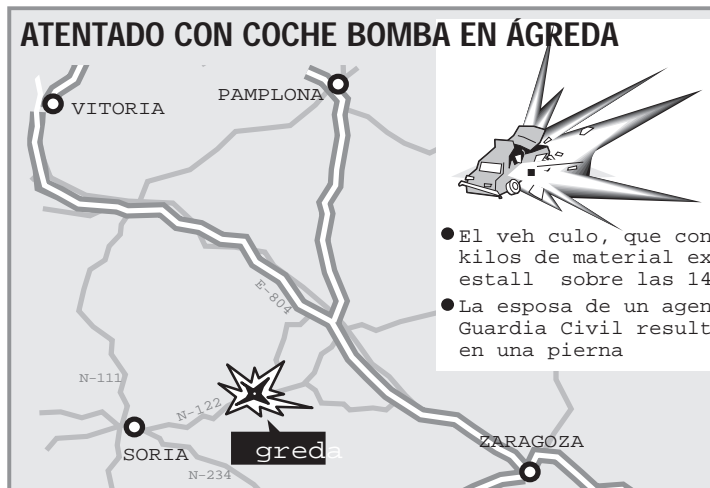 ATENTADO CON COCHE BOMBA EN ÁGREDA
VITORIA
PAMPLONA
El veh culo, que con
kilos de material ex
estall sobre las 14
La esposa de un agen
Guardia Civil result
en una pierna
E-804
N-111
N-122
greda
SORIA
ZARAGOZA
N-234